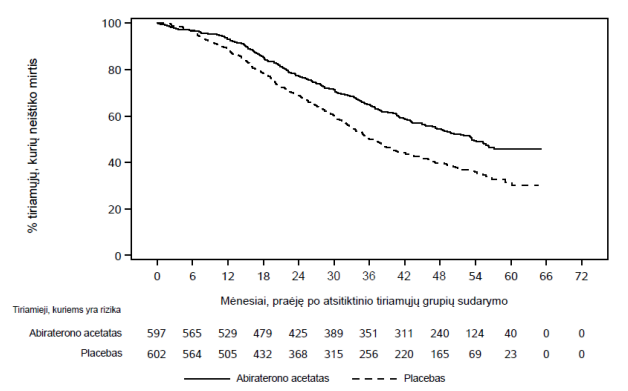 % tiriamųjų, kurių neištiko mirtis
100
80
60
40
20
0
0 6 12 18 24 30 36 42 48 54 60 66 72
Mėnesiai, praėję po atsitiktinio tiriamųjų grupių sudarymo
Tiriamieji, kuriems yra rizika
Abiraterono acetatas 597 565 529 479 425 389 351 311 240 124 40 0 0
Placebas 602 564 505 432 368 315 256 220 165 69 23 0 0
Abiraterono acetatas Placebas